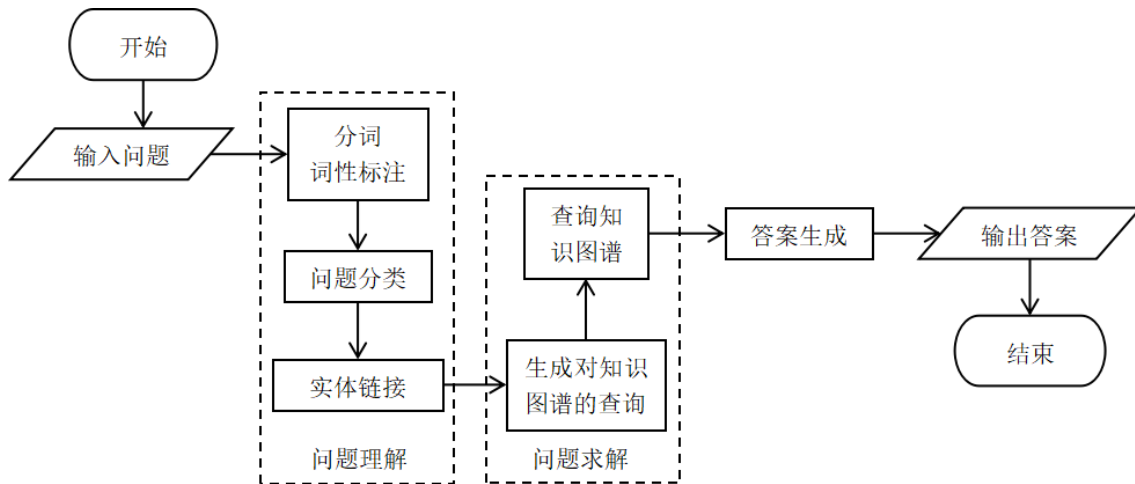 开始
输入问题
分词
词性标注
问题分类
实体链接
问题理解
查询知
识图谱
生成对知识
图谱的查询
问题求解
答案生成
输出答案
结束